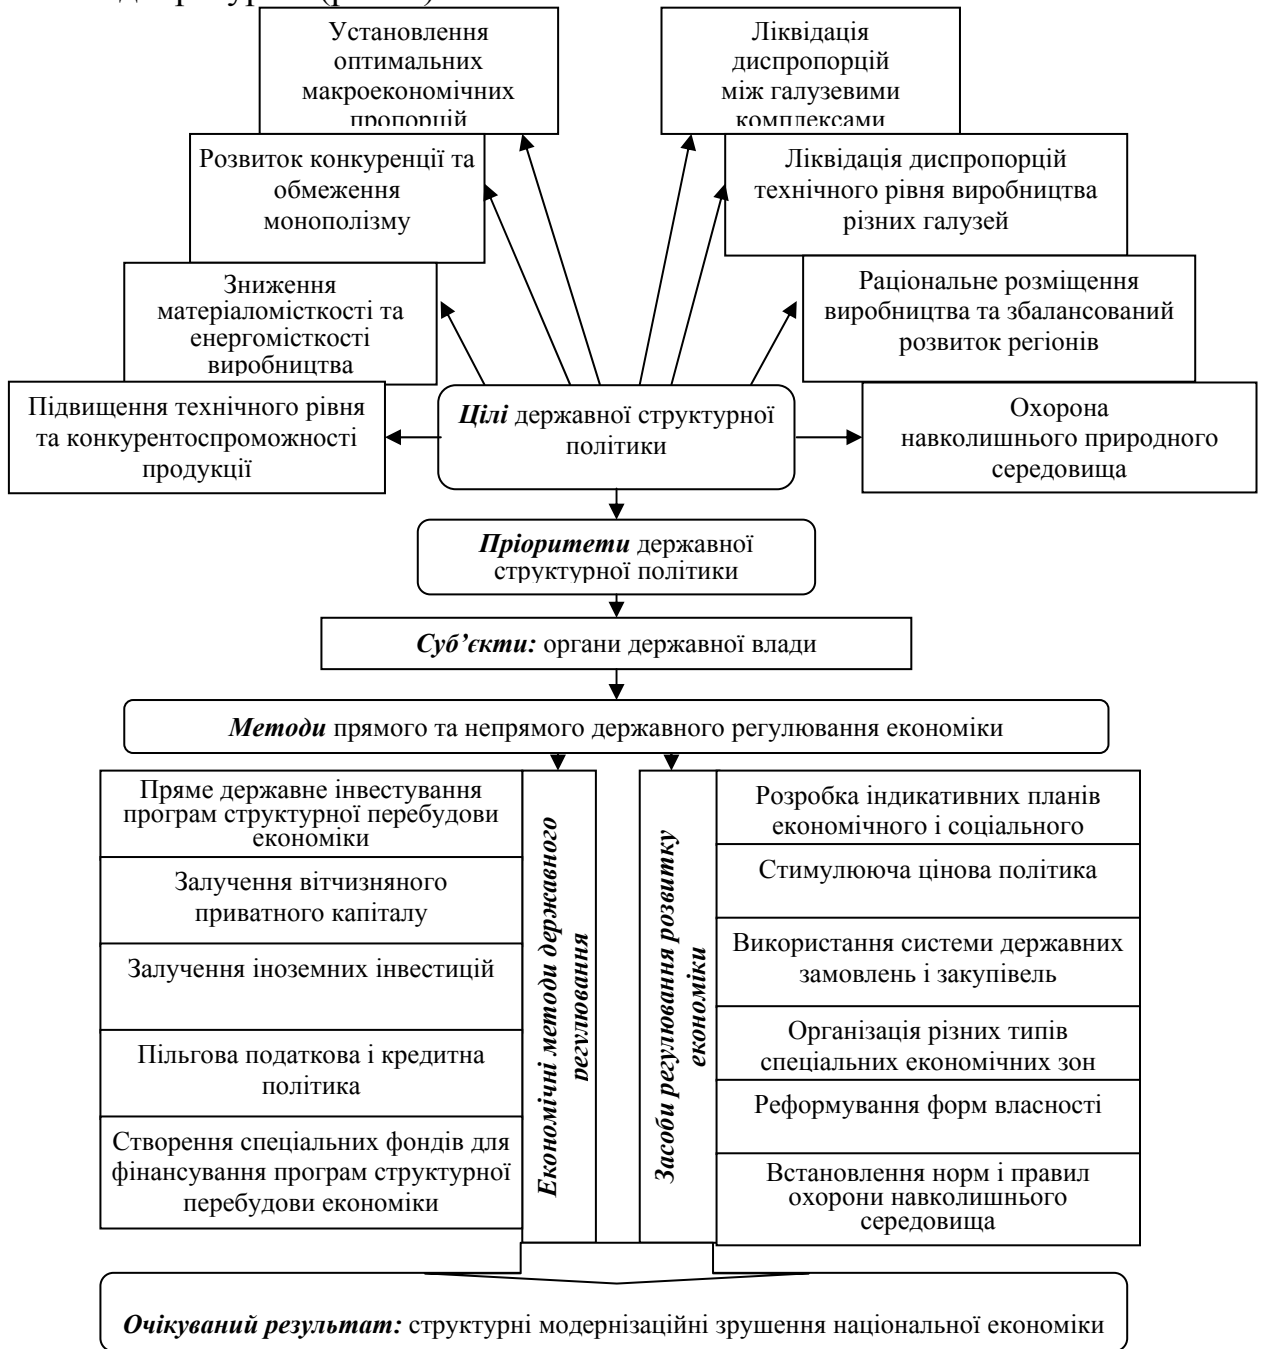 Установлення
оптимальних
макроекономічних
пропорцій
Ліквідація
диспропорцій
між галузевими
комплексами
Розвиток конкуренції та
обмеження
монополізму
Ліквідація диспропорцій
технічного рівня виробництва
різних галузей
Зниження
матеріаломісткості та
енергомісткості
виробництва
Раціональне розміщення
виробництва та збалансований
розвиток регіонів
Підвищення технічного рівня
та конкурентоспроможності
продукції
Цілі державної структурної
політики
Охорона
навколишнього природного
середовища
Пріоритети державної
структурної політики
Суб’єкти: органи державної влади
Методи прямого та непрямого державного регулювання економіки
Пряме державне інвестування
програм структурної перебудови
економіки
Залучення вітчизняного
приватного капіталу
Залучення іноземних інвестицій
Пільгова податкова і кредитна
політика
Створення спеціальних фондів для
фінансування програм структурної
перебудови економіки
Економічні методи державного
регулювання
Засоби регулювання розвитку
економіки
Розробка індикативних планів
економічного і соціального
Стимулююча цінова політика
Використання системи державних
замовлень і закупівель
Організація різних типів
спеціальних економічних зон
Реформування форм власності
Встановлення норм і правил
охорони навколишнього
середовища
Очікуваний результат: структурні модернізаційні зрушення національної економіки